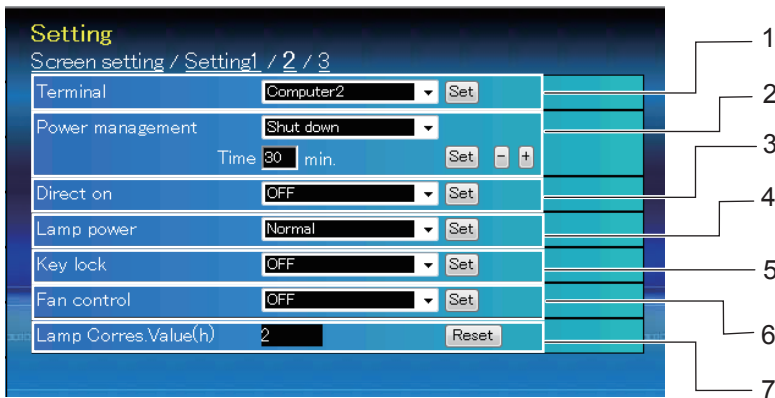 Setting
Screen setting / Setting1 / 2 / 3
Terminal Computer2 Set 1
Power management Shut down 2
Time 30 min. Set - + 3
Direct on OFF Set 4
Lamp power Normal Set
Key lock OFF Set 5
Fan control OFF Set 6
Lamp Corres.Value(h) 2 Reset 7